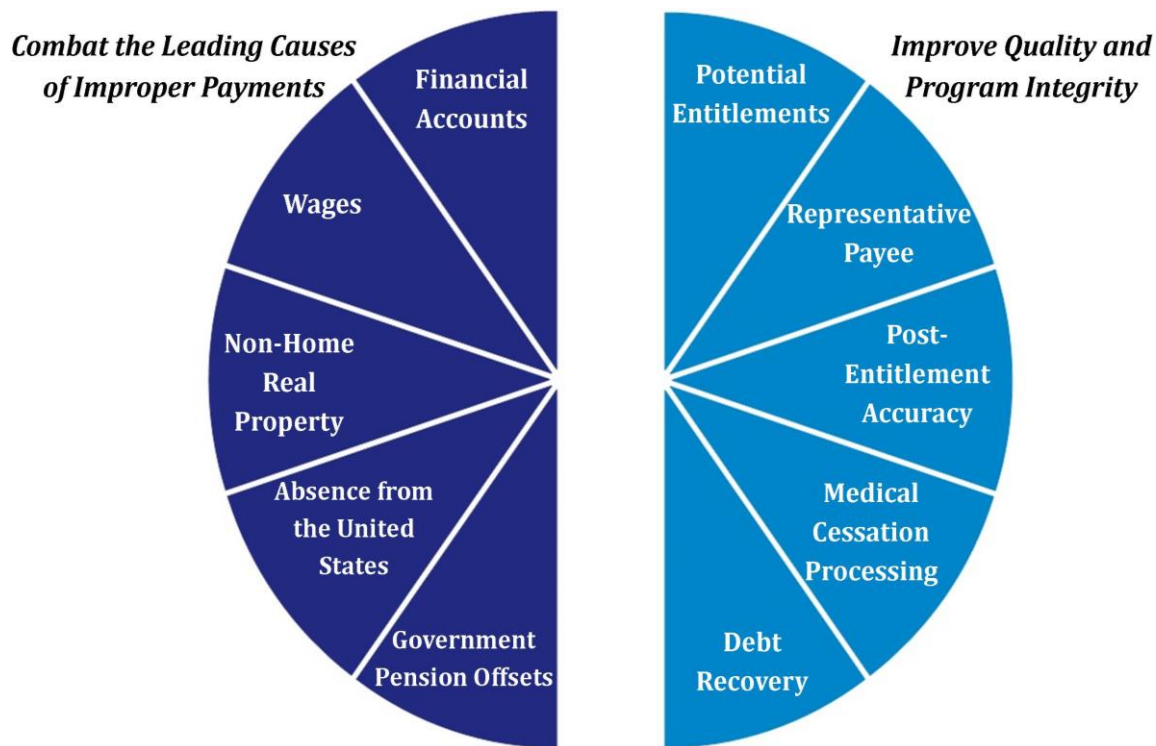 Combat the Leading Causes
of Improper Payments
Financial
Accounts
Wages
Non-Home
Real
Property
Absence from
the United
States
Government
Pension Offsets
Improve Quality and
Program Integrity
Potential
Entitlements
Representative
Payee
Post-
Entitlement
Accuracy
Medical
Cessation
Processing
Debt
Recovery